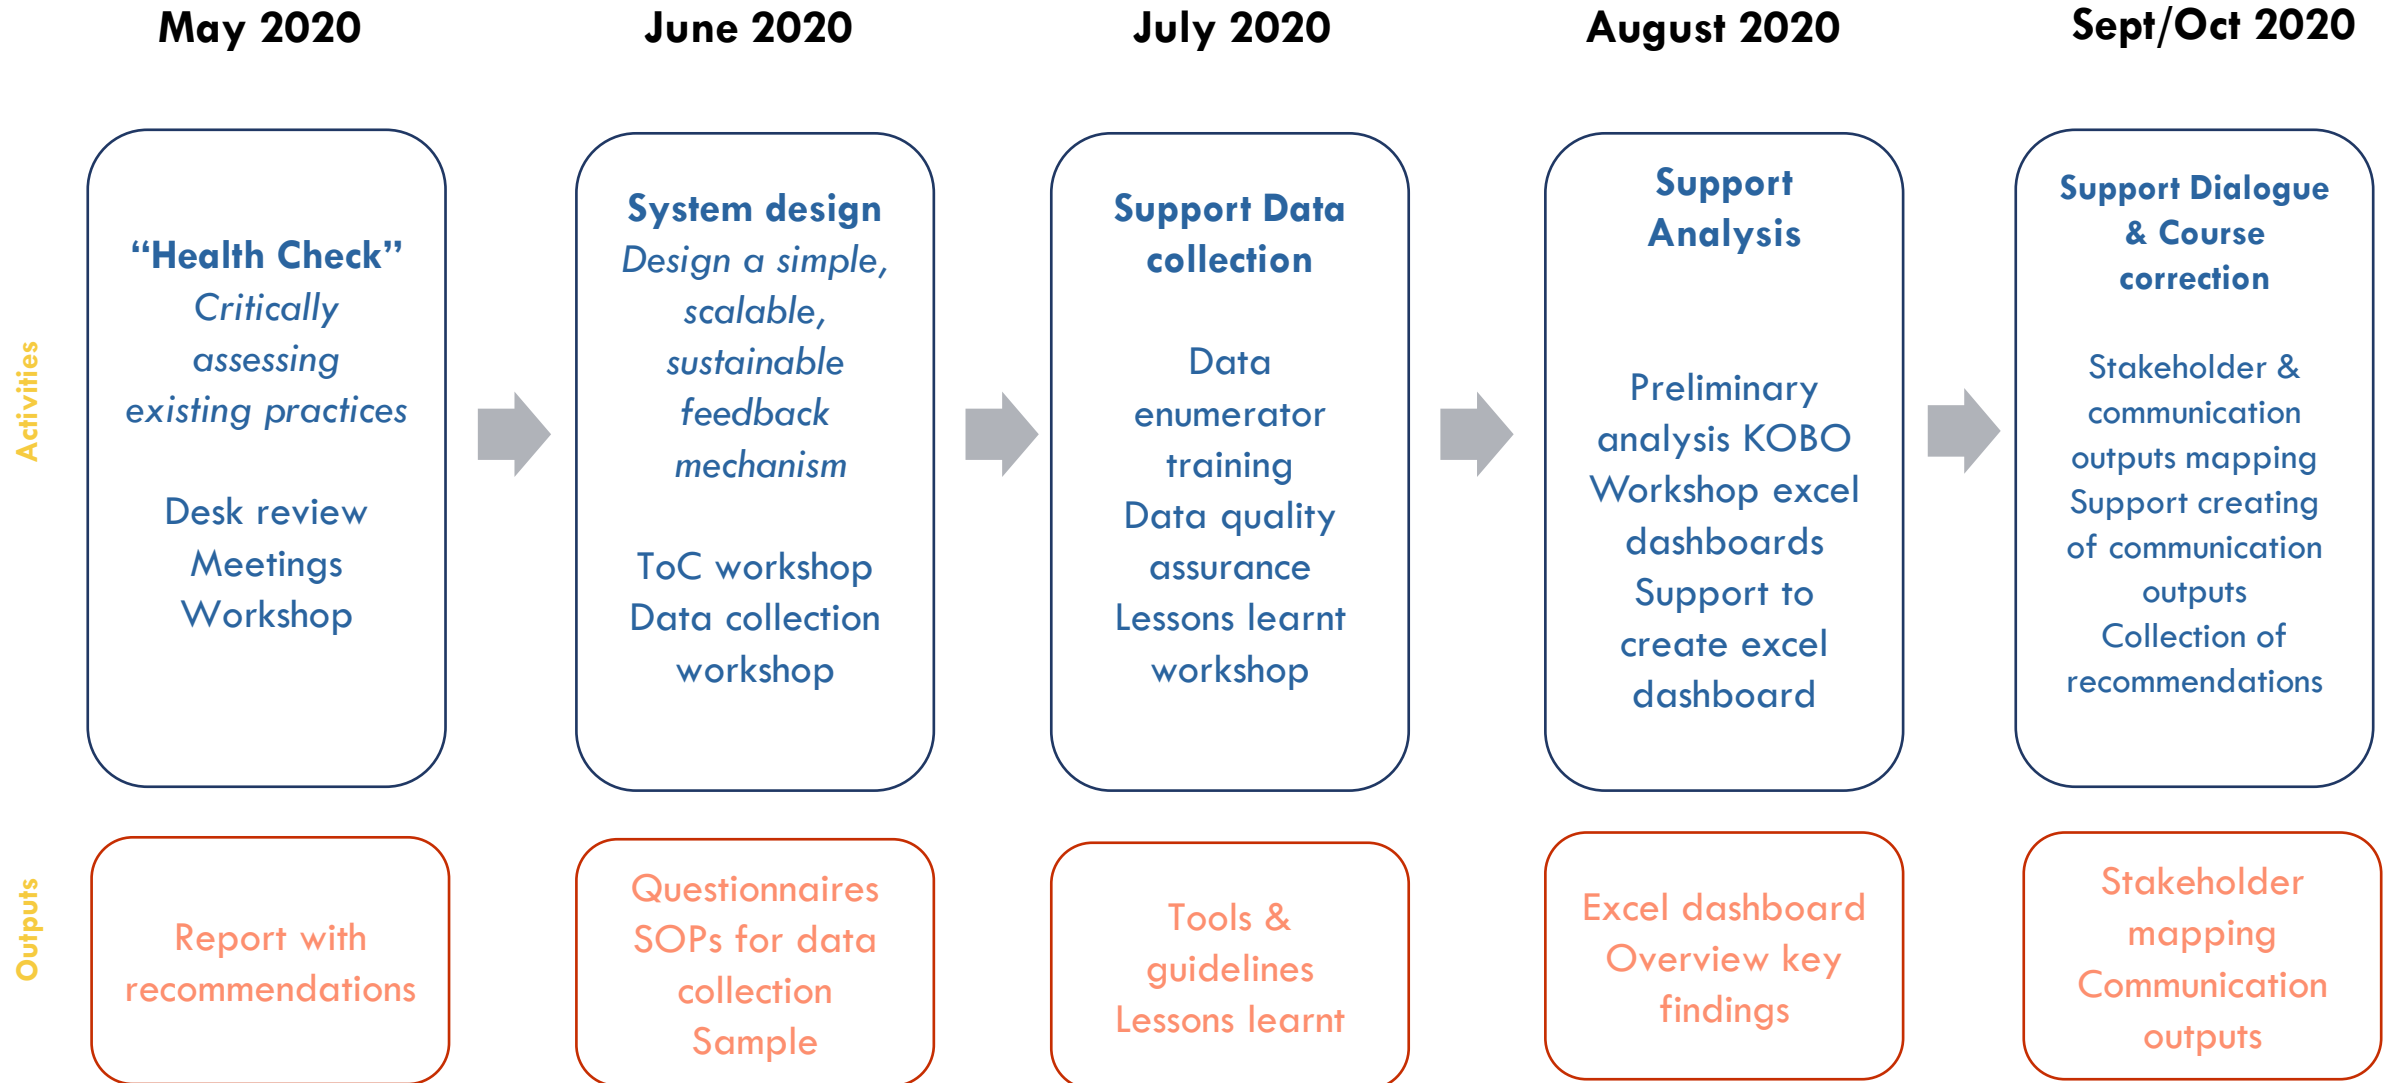 May 2020
June 2020
July 2020
August 2020
Sept/Oct 2020
Activities
“Health Check”
Critically
assessing
existing practices
Desk review
Meetings
Workshop
System design
Design a simple,
scalable,
sustainable
feedback
mechanism
ToC workshop
Data collection
workshop
Support Data
collection
Data
enumerator
training
Data quality
assurance
Lessons learnt
workshop
Support
Analysis
Preliminary
analysis KOBO
Workshop excel
dashboards
Support to
create excel
dashboard
Support Dialogue
& Course
correction
Stakeholder &
communication
outputs mapping
Support creating
of communication
outputs
Collection of
recommendations
Outputs
Report with
recommendations
Questionnaires
SOPs for data
collection
Sample
Tools &
guidelines
Lessons learnt
Excel dashboard
Overview key
findings
Stakeholder
mapping
Communication
outputs